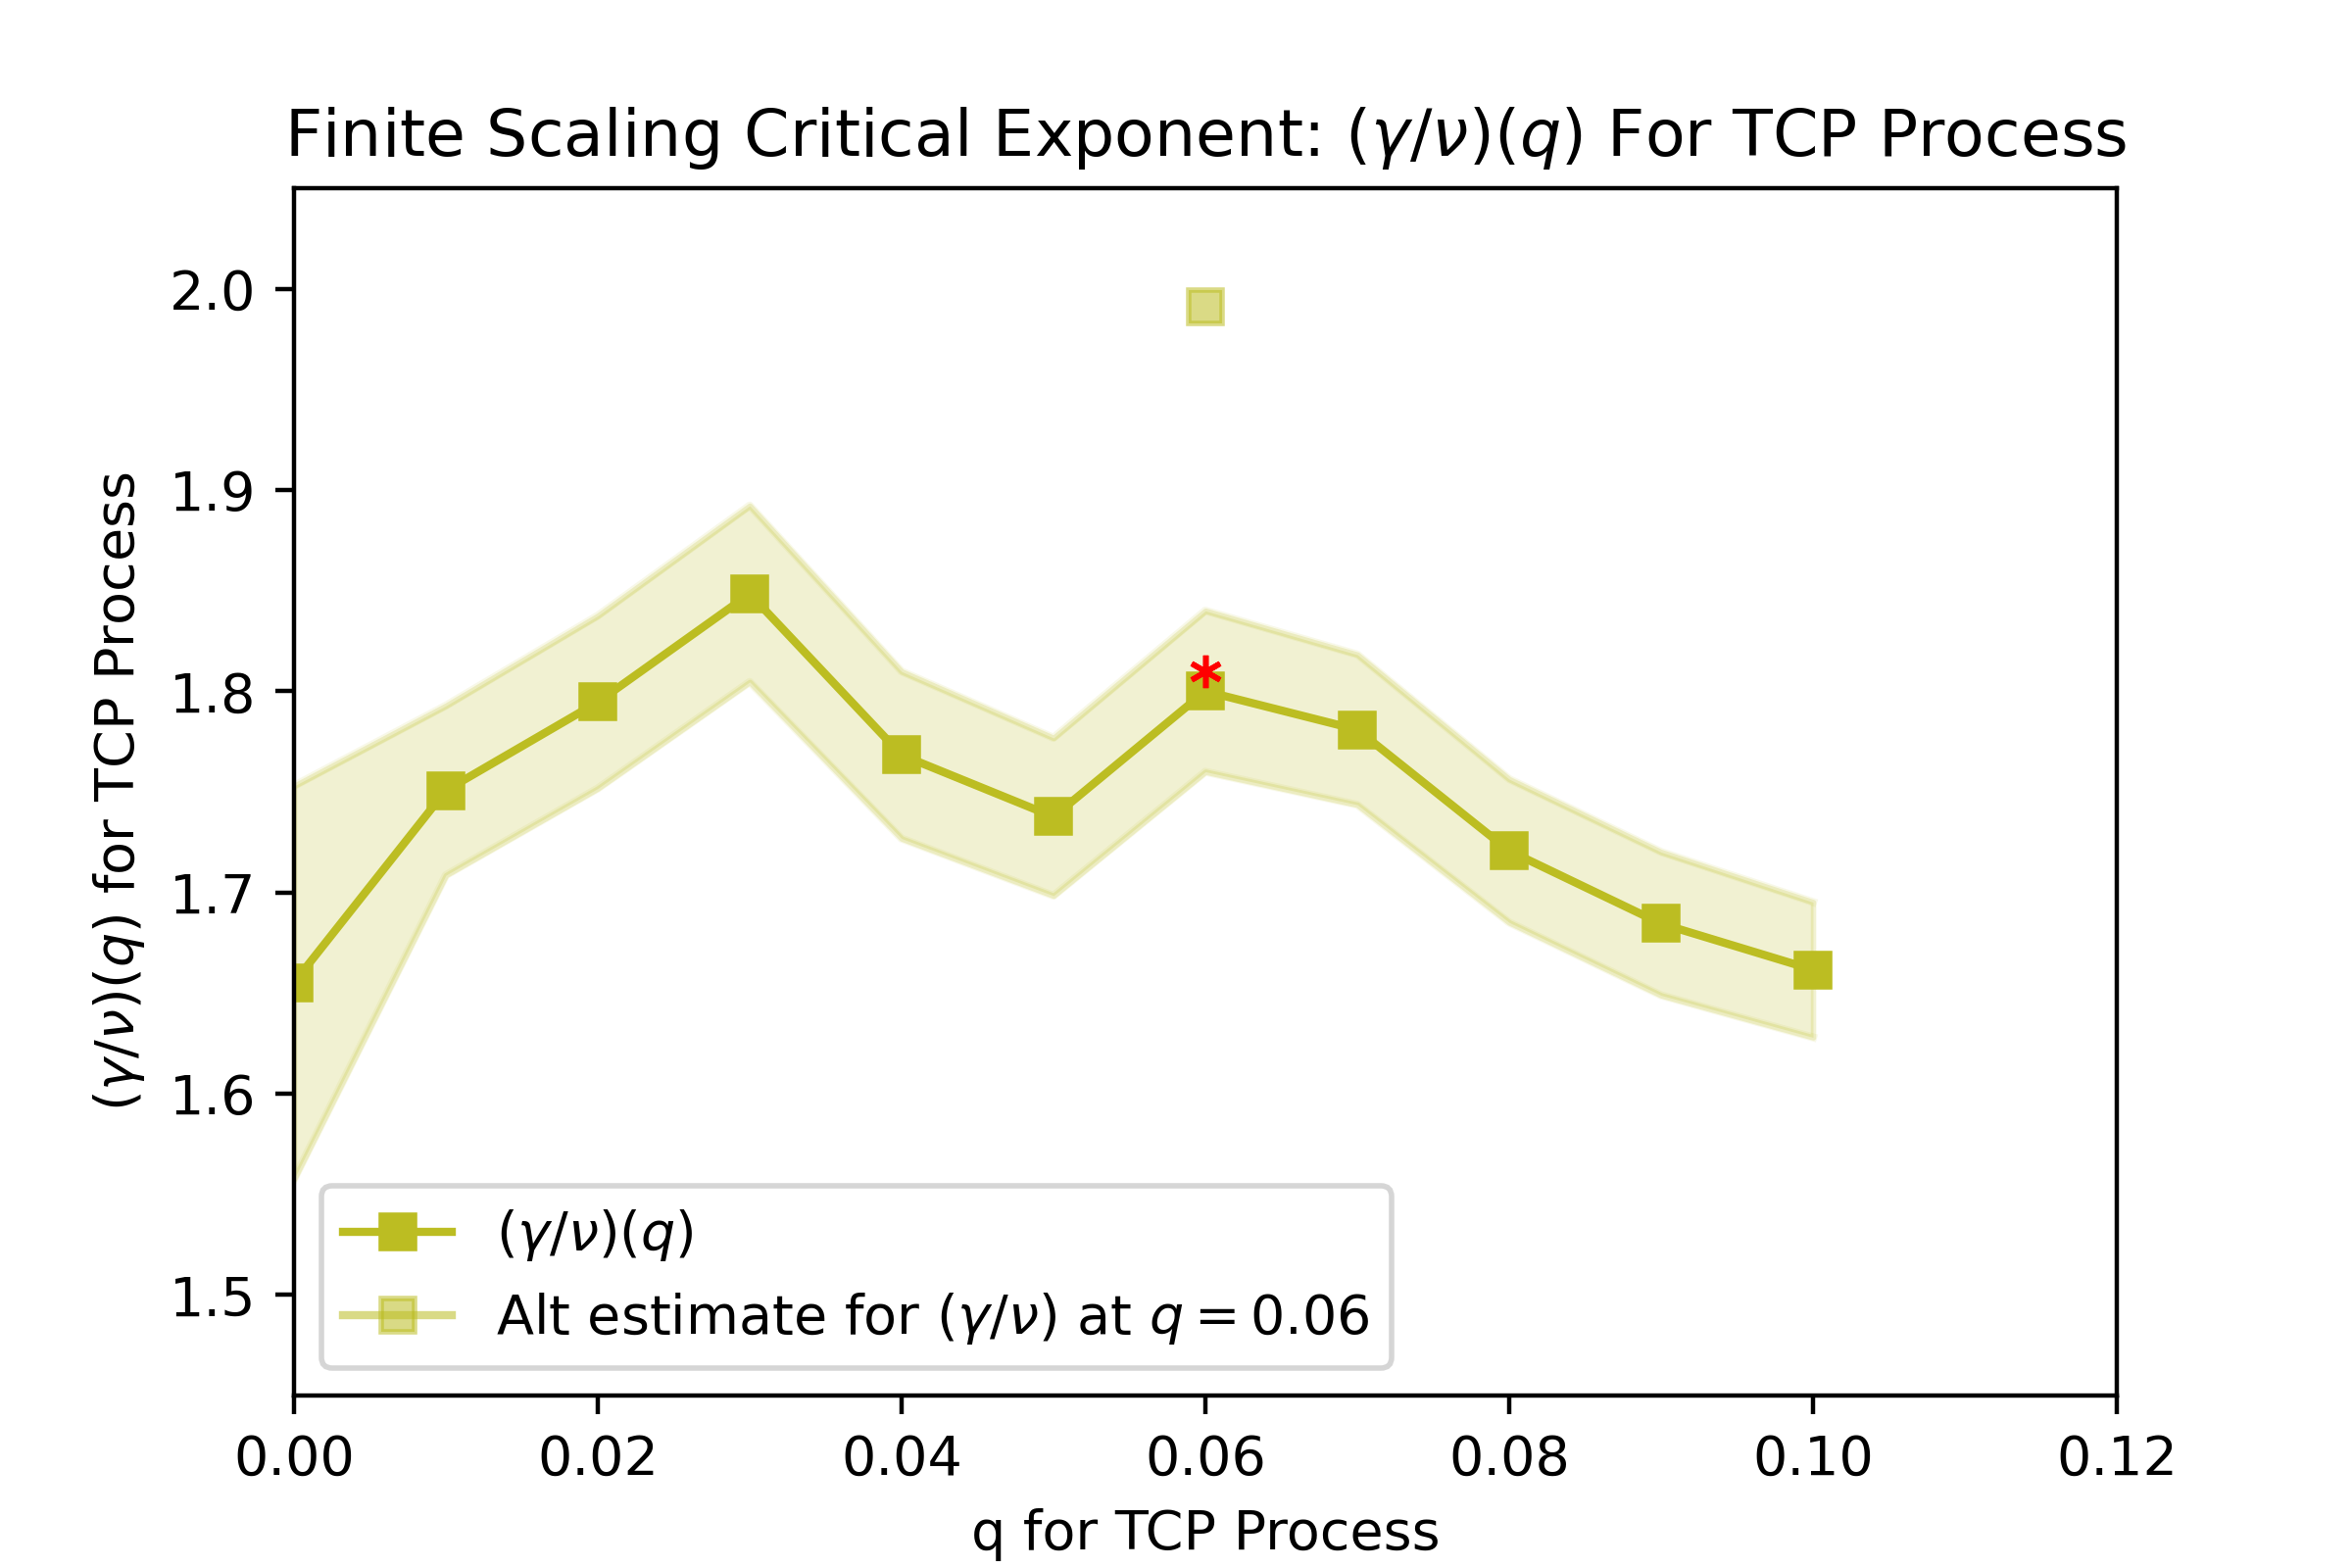 Finite Scaling Critical Exponent: (γ/ν)(q) For TCP Process
(γ/ν)(q) for TCP Process
2.0
1.9
1.8
1.7
1.6
1.5
*
(γ/ν)(q)
Alt estimate for (γ/ν) at q = 0.06
0.00 0.02 0.04 0.06 0.08 0.10 0.12
q for TCP Process